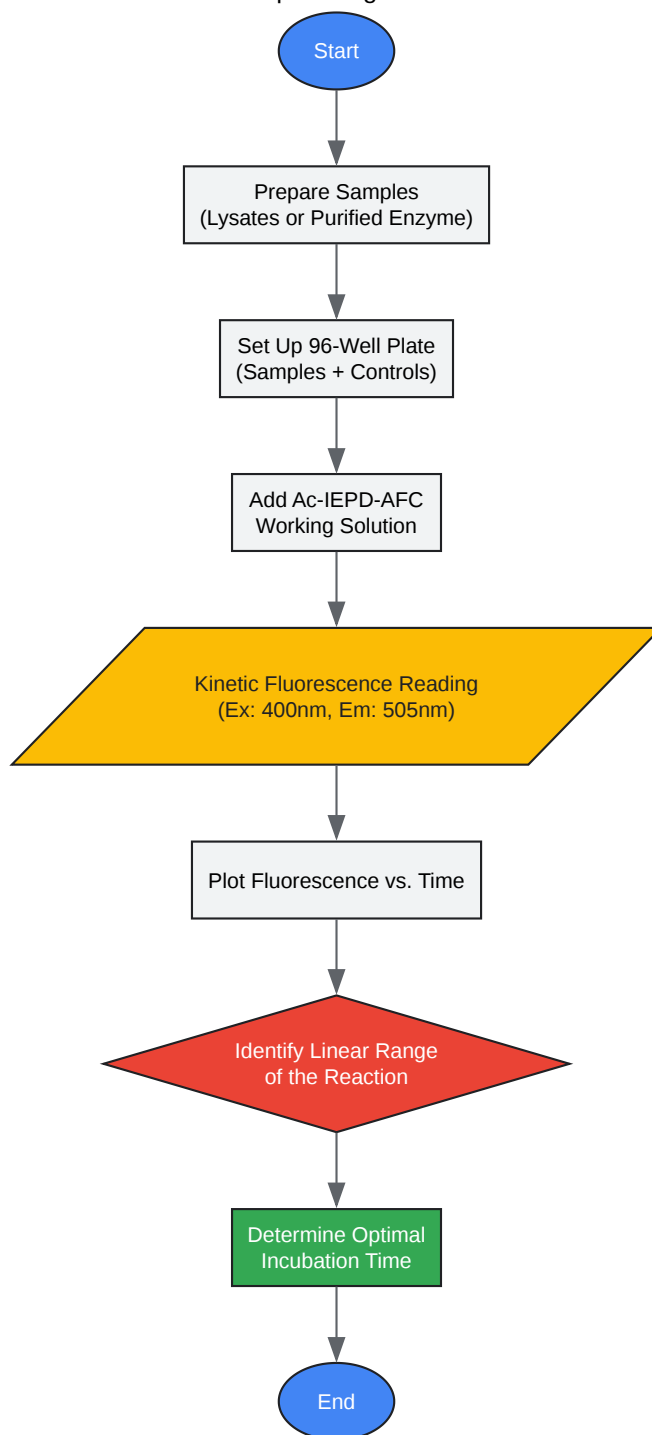 Start
Prepare Samples
(Lysates or Purified Enzyme)
Set Up 96-Well Plate
(Samples + Controls)
Add Ac-IEPD-AFC
Working Solution
Kinetic Fluorescence Reading
(Ex: 400nm, Em: 505nm)
Plot Fluorescence vs. Time
Identify Linear Range
of the Reaction
Determine Optimal
Incubation Time
End